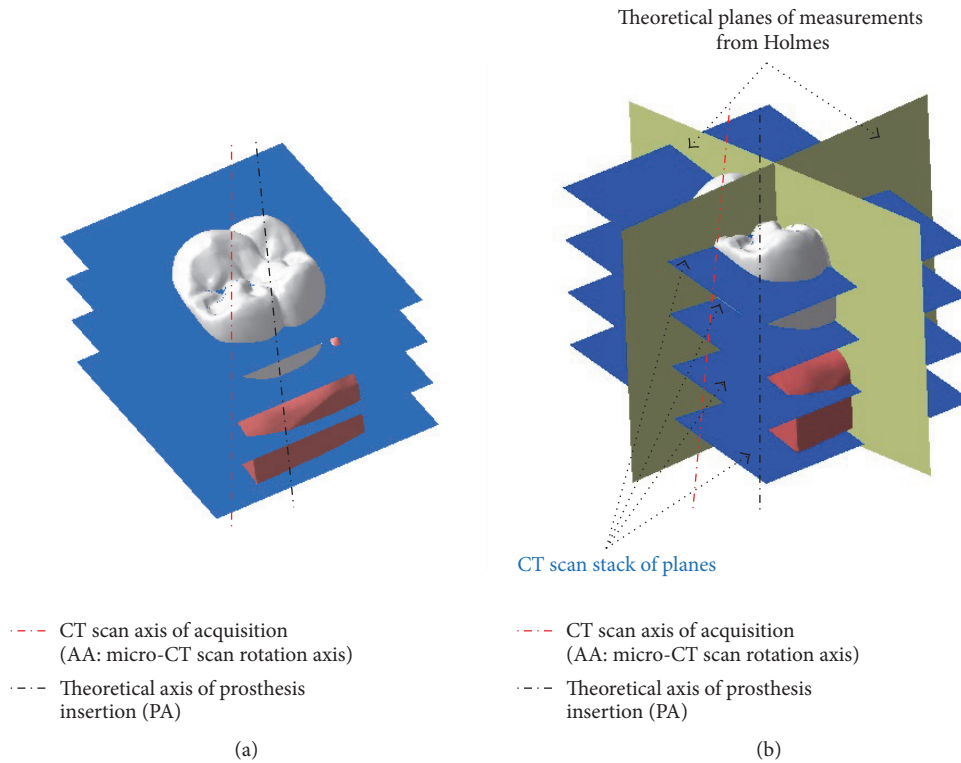 Theoretical planes of measurements
from Holmes
CT scan stack of planes
CT scan axis of acquisition
(AA: micro-CT scan rotation axis)
Theoretical axis of prosthesis
insertion (PA)
(a)
CT scan axis of acquisition
(AA: micro-CT scan rotation axis)
Theoretical axis of prosthesis
insertion (PA)
(b)